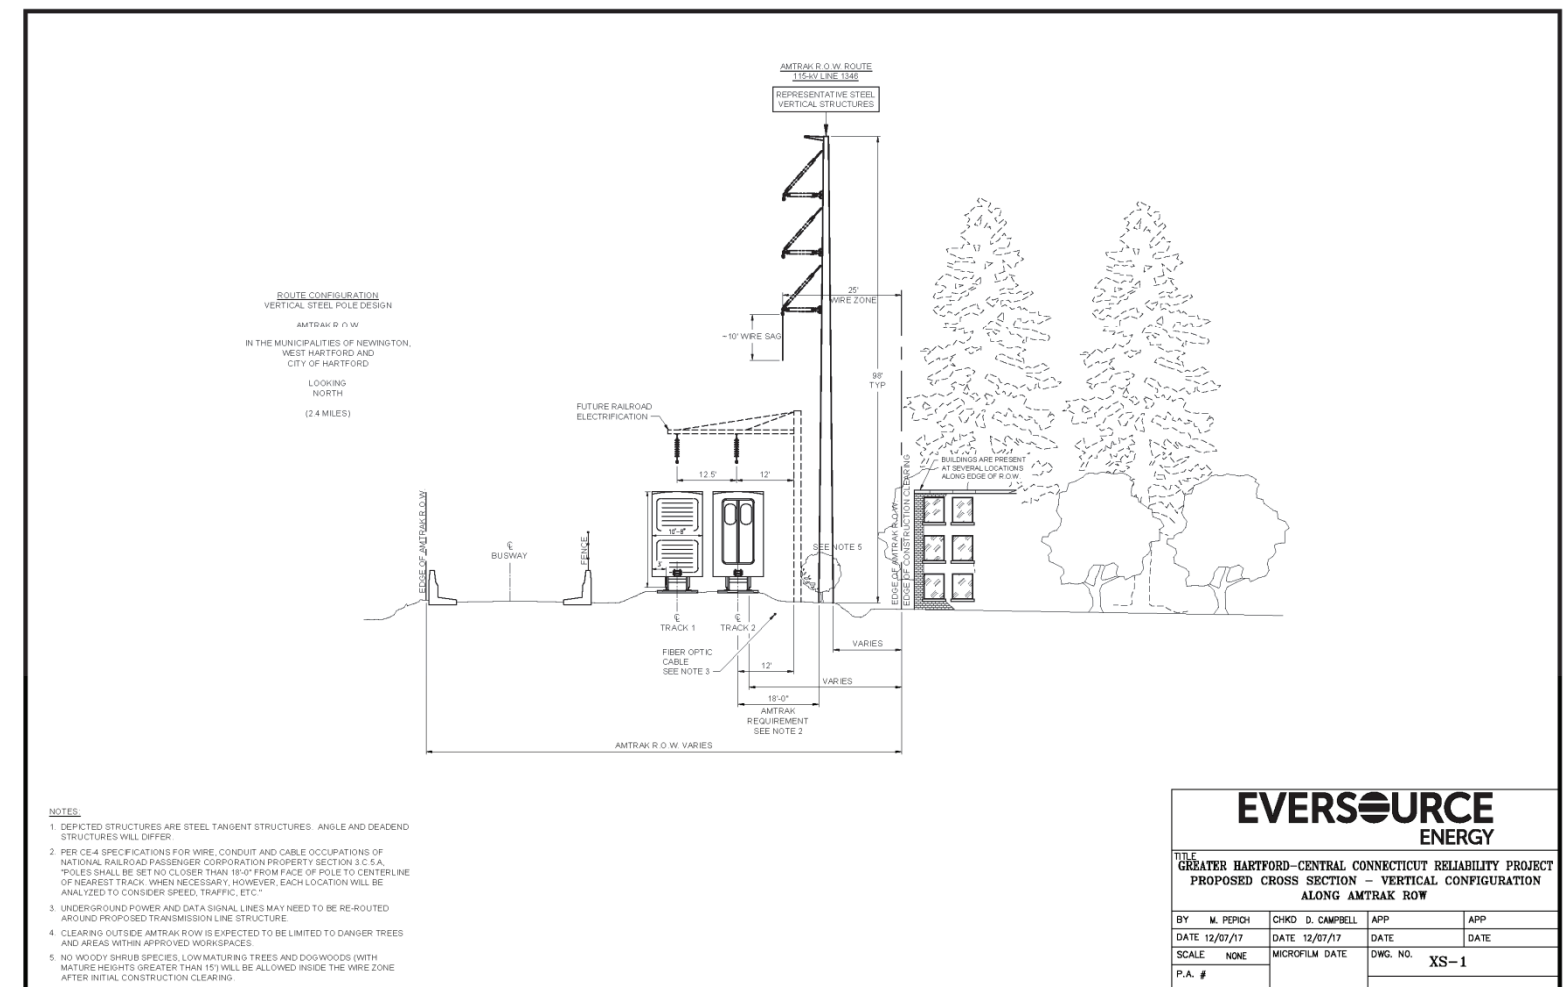 AMTRAK R.O.W. ROUTE
115-kV LINE 1346
REPRESENTATIVE STEEL
VERTICAL STRUCTURES
ROUTE CONFIGURATION
VERTICAL STEEL POLE DESIGN
AMTRAK R.O.W.
IN THE MUNICIPALITIES OF NEWINGTON,
WEST HARTFORD AND
CITY OF HARTFORD
LOOKING
NORTH
(2.4 MILES)
25'
WIRE ZONE
~10' WIRE SAG
98'
TYP
FUTURE RAILROAD
ELECTRIFICATION
12.5'
12'
BUILDINGS ARE PRESENT
AT SEVERAL LOCATIONS
ALONG EDGE OF R.O.W.
EDGE OF AMTRAK R.O.W
℄
BUSWAY
FENCE
10'-8"
SEE NOTE 5
EDGE OF AMTRAK R.O.W
EDGE OF CONSTRUCTION CLEARING
℄
TRACK 1
℄
TRACK 2
FIBER OPTIC
CABLE
SEE NOTE 3
VARIES
12'
VARIES
18'-0"
AMTRAK
REQUIREMENT
SEE NOTE 2
AMTRAK R.O.W. VARIES
NOTES:
1. DEPICTED STRUCTURES ARE STEEL TANGENT STRUCTURES. ANGLE AND DEADEND
STRUCTURES WILL DIFFER.
2. PER CE-4 SPECIFICATIONS FOR WIRE, CONDUIT AND CABLE OCCUPATIONS OF
NATIONAL RAILROAD PASSENGER CORPORATION PROPERTY SECTION 3.C.5.A,
"POLES SHALL BE SET NO CLOSER THAN 18'-0" FROM FACE OF POLE TO CENTERLINE
OF NEAREST TRACK. WHEN NECESSARY, HOWEVER, EACH LOCATION WILL BE
ANALYZED TO CONSIDER SPEED, TRAFFIC, ETC."
3. UNDERGROUND POWER AND DATA SIGNAL LINES MAY NEED TO BE RE-ROUTED
AROUND PROPOSED TRANSMISSION LINE STRUCTURE.
4. CLEARING OUTSIDE AMTRAK ROW IS EXPECTED TO BE LIMITED TO DANGER TREES
AND AREAS WITHIN APPROVED WORKSPACES.
5. NO WOODY SHRUB SPECIES, LOW MATURING TREES AND DOGWOODS (WITH
MATURE HEIGHTS GREATER THAN 15') WILL BE ALLOWED INSIDE THE WIRE ZONE
AFTER INITIAL CONSTRUCTION CLEARING.
EVERSOURCE
ENERGY
TITLE
GREATER HARTFORD-CENTRAL CONNECTICUT RELIABILITY PROJECT
PROPOSED CROSS SECTION - VERTICAL CONFIGURATION
ALONG AMTRAK ROW
BY M. PEPICH CHKD D. CAMPBELL APP APP
DATE 12/07/17 DATE 12/07/17 DATE DATE
SCALE NONE MICROFILM DATE DWG. NO. XS-1
P.A. #